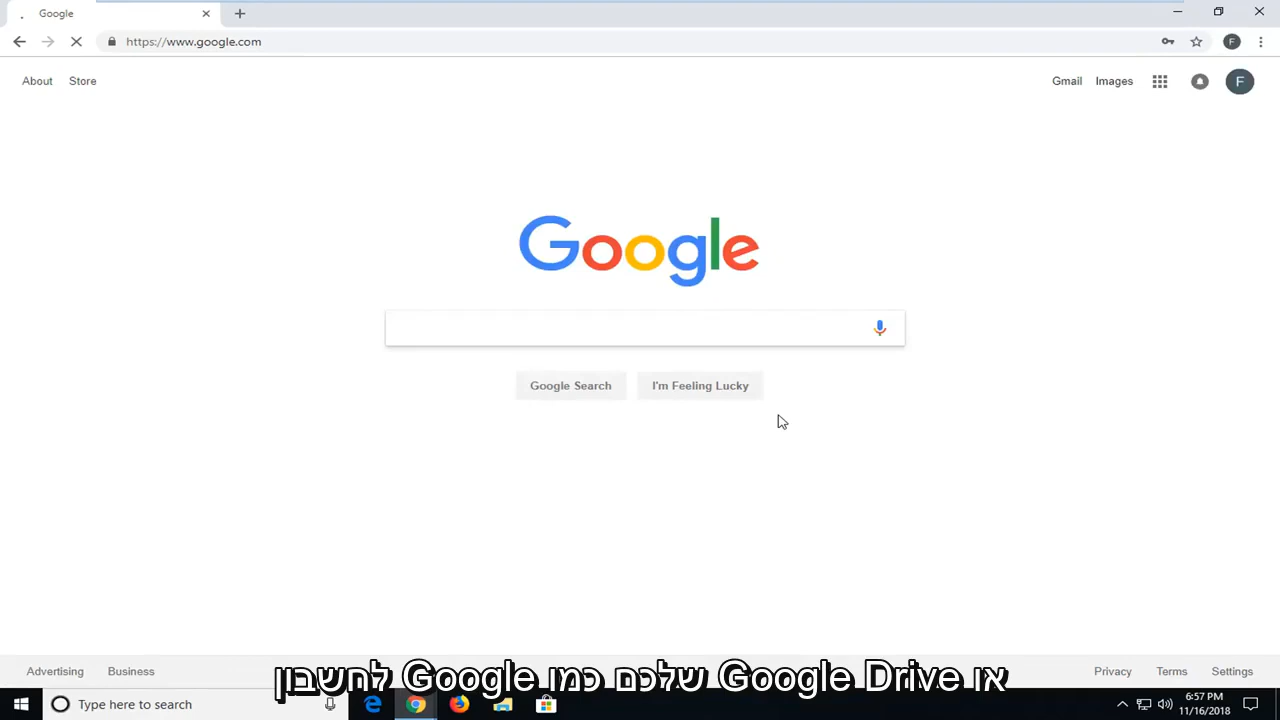 Google
https://www.google.com
F
About Store
Gmail Images
F
Google
Google Search I'm Feeling Lucky
Advertising Business
Privacy Terms Settings
לחשבון Google שלכם כמו Google Drive או
Type here to search
6:57 PM
11/16/2018